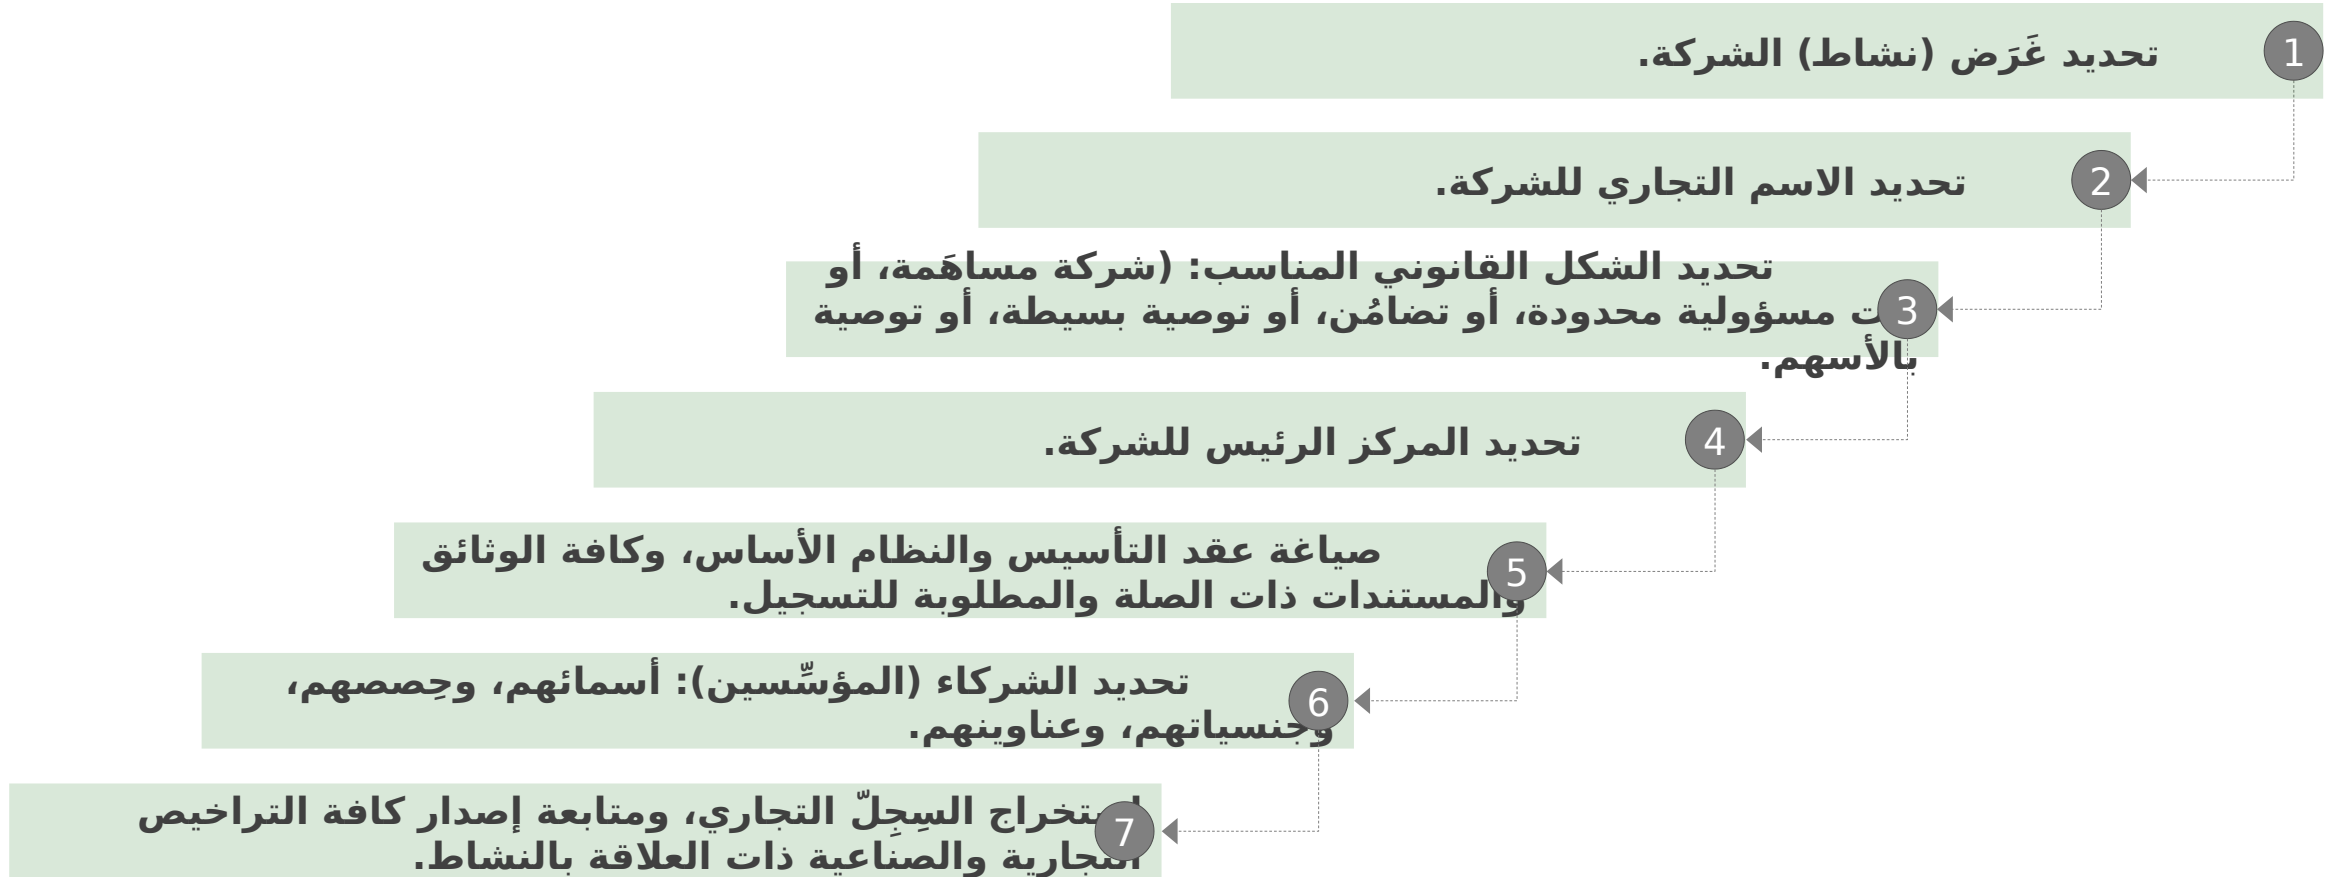 1
تحديد غَرَض (نشاط) الشركة.
2
تحديد الاسم التجاري للشركة.
3
تحديد الشكل القانوني المناسب: (شركة مساهَمة، أو
مسؤولية محدودة، أو تضامُن، أو توصية بسيطة، أو توصية
بالأسهم.
4
تحديد المركز الرئيس للشركة.
5
صياغة عقد التأسيس والنظام الأساس، وكافة الوثائق
والمستندات ذات الصلة والمطلوبة للتسجيل.
6
تحديد الشركاء (المؤسِّسين): أسمائهم، وحِصصهم،
وجنسياتهم، وعناوينهم.
7
استخراج السِجِلّ التجاري، ومتابعة إصدار كافة التراخيص
التجارية والصناعية ذات العلاقة بالنشاط.